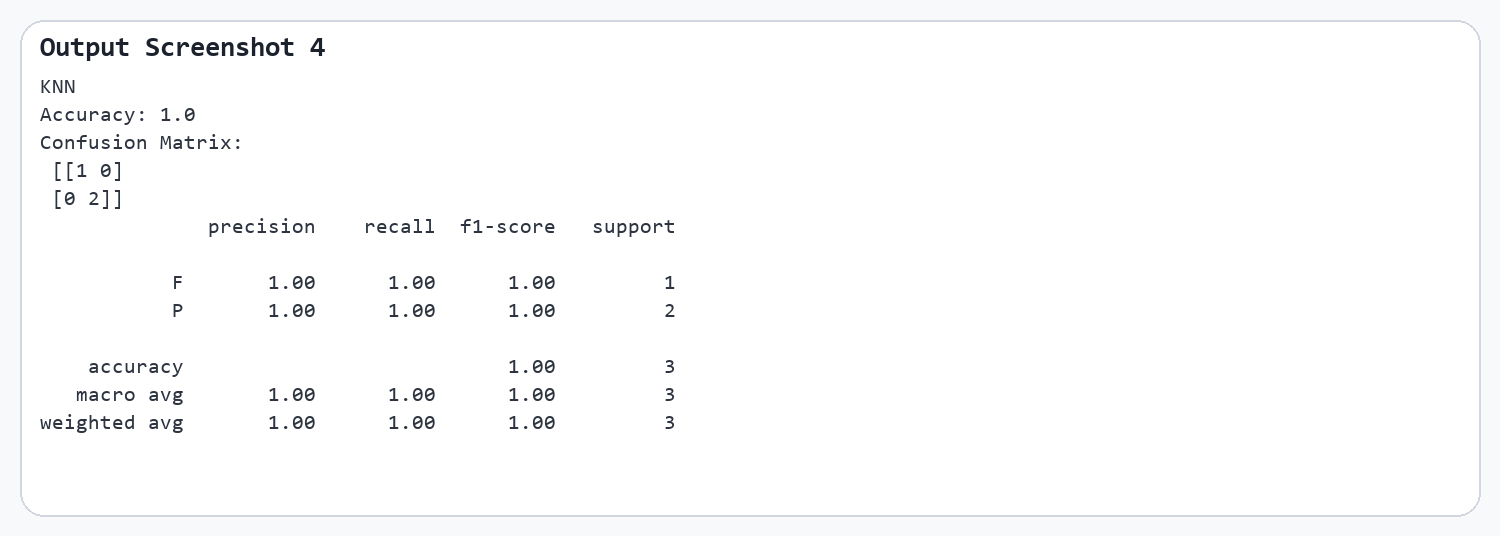 Output Screenshot 4
KNN
Accuracy: 1.0
Confusion Matrix:
 [[1 0]
 [0 2]]
              precision    recall  f1-score   support

           F       1.00      1.00      1.00         1
           P       1.00      1.00      1.00         2

    accuracy                           1.00         3
   macro avg       1.00      1.00      1.00         3
weighted avg       1.00      1.00      1.00         3